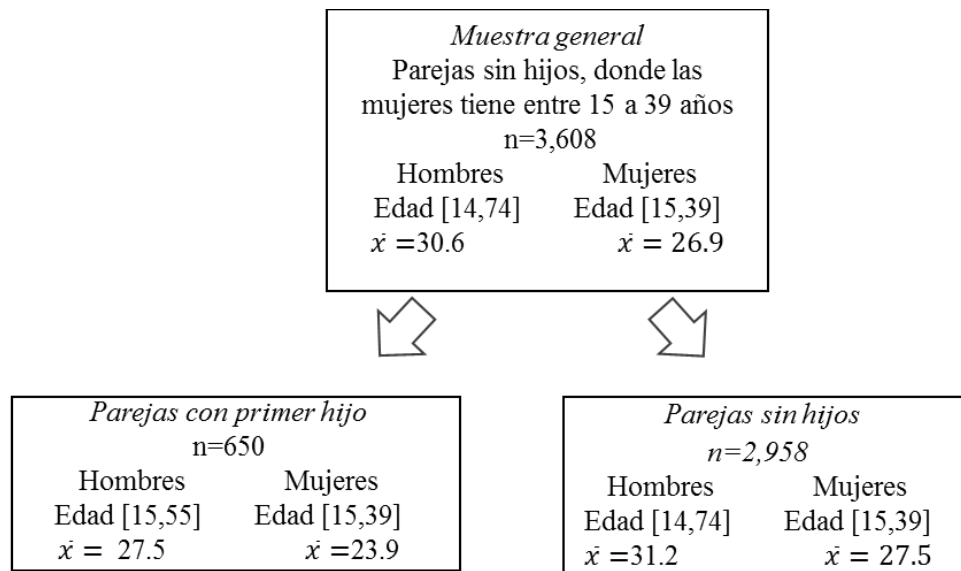 Muestra general
Parejas sin hijos, donde las
mujeres tiene entre 15 a 39 años
n=3,608
Hombres Mujeres
Edad [14,74] Edad [15,39]
ẋ =30.6 ẋ = 26.9
Parejas con primer hijo
n=650
Hombres Mujeres
Edad [15,55] Edad [15,39]
ẋ = 27.5 ẋ =23.9
Parejas sin hijos
n=2,958
Hombres Mujeres
Edad [14,74] Edad [15,39]
ẋ =31.2 ẋ = 27.5